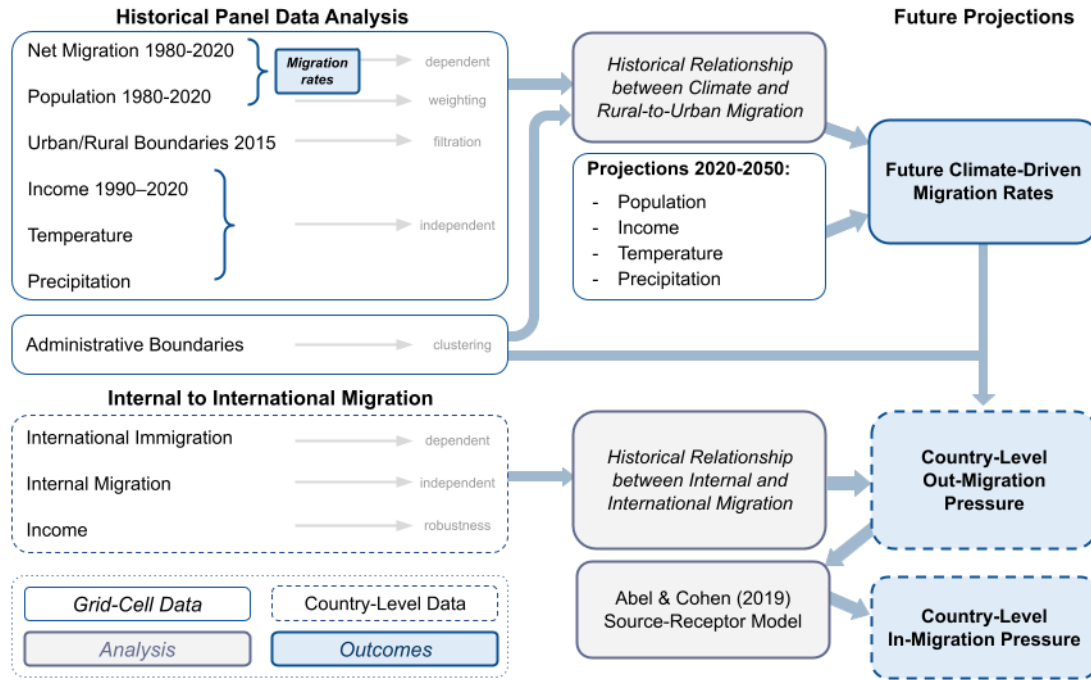 Historical Panel Data Analysis
Future Projections
Net Migration 1980-2020
Migration
rates
dependent
Population 1980-2020
weighting
Urban/Rural Boundaries 2015
filtration
Income 1990–2020
Temperature
independent
Precipitation
Historical Relationship
between Climate and
Rural-to-Urban Migration
Projections 2020-2050:
- Population
- Income
- Temperature
- Precipitation
Future Climate-Driven
Migration Rates
Administrative Boundaries
clustering
Internal to International Migration
International Immigration
dependent
Internal Migration
independent
Income
robustness
Historical Relationship
between Internal and
International Migration
Country-Level
Out-Migration
Pressure
Abel & Cohen (2019)
Source-Receptor Model
Country-Level
In-Migration Pressure
Grid-Cell Data
Country-Level Data
Analysis
Outcomes